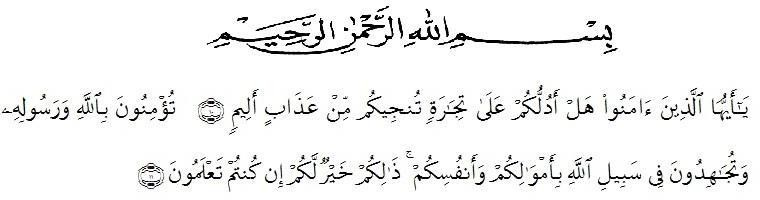 بِسْمِ اللهِ الرَّحْمٰنِ الرَّحِيْمِ
يَـٰٓأَيُّهَا ٱلَّذِينَ ءَامَنُوا۟ هَلْ أَدُلُّكُمْ عَلَىٰ تِجَـٰرَةٍ تُنجِيكُم مِّنْ عَذَابٍ أَلِيمٍ ۝ تُؤْمِنُونَ بِٱللَّهِ وَرَسُولِهِۦ
وَتُجَـٰهِدُونَ فِى سَبِيلِ ٱللَّهِ بِأَمْوَٰلِكُمْ وَأَنفُسِكُمْ ۚ ذَٰلِكُمْ خَيْرٌ لَّكُمْ إِن كُنتُمْ تَعْلَمُونَ ۝